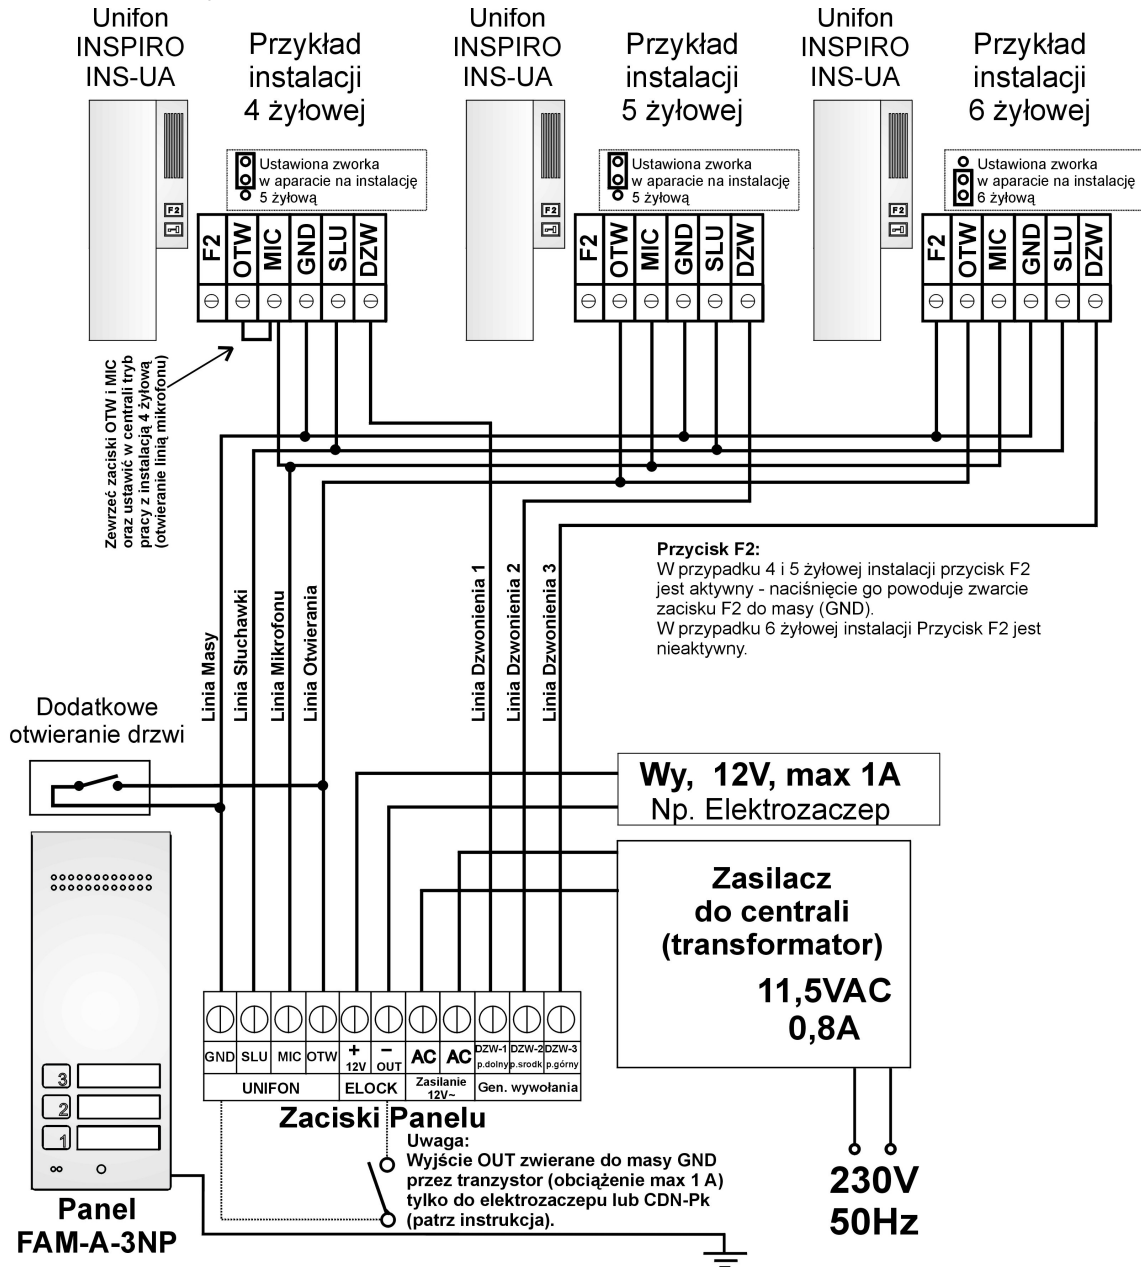 Unifon
INSPIRO
INS-UA
Przykład
instalacji
4 żyłowej
Unifon
INSPIRO
INS-UA
Przykład
instalacji
5 żyłowej
Unifon
INSPIRO
INS-UA
Przykład
instalacji
6 żyłowej
Ustawiona zworka
w aparacie na instalację
5 żyłową
Ustawiona zworka
w aparacie na instalację
5 żyłową
Ustawiona zworka
w aparacie na instalację
6 żyłową
F2
F2
F2
F2 OTW MIC GND SLU DZW
F2 OTW MIC GND SLU DZW
F2 OTW MIC GND SLU DZW
Zewrzeć zaciski OTW i MIC
oraz ustawić w centrali tryb
pracy z instalacją 4 żyłową
(otwieranie linią mikrofonu)
Przycisk F2:
W przypadku 4 i 5 żyłowej instalacji przycisk F2
jest aktywny - naciśnięcie go powoduje zwarcie
zacisku F2 do masy (GND).
W przypadku 6 żyłowej instalacji Przycisk F2 jest
nieaktywny.
Linia Masy
Linia Słuchawki
Linia Mikrofonu
Linia Otwierania
Linia Dzwonienia 1
Linia Dzwonienia 2
Linia Dzwonienia 3
Dodatkowe
otwieranie drzwi
Wy, 12V, max 1A
Np. Elektrozaczep
Zasilacz
do centrali
(transformator)
11,5VAC
0,8A
GND SLU MIC OTW + 12V – OUT AC AC DZW-1 p.dolny DZW-2 p.srodk DZW-3 p.górny
UNIFON ELOCK Zasilanie 12V~ Gen. wywołania
Zaciski Panelu
3
2
1
Uwaga:
Wyjście OUT zwierane do masy GND
przez tranzystor (obciążenie max 1 A)
tylko do elektrozaczepu lub CDN-Pk
(patrz instrukcja).
230V
50Hz
Panel
FAM-A-3NP